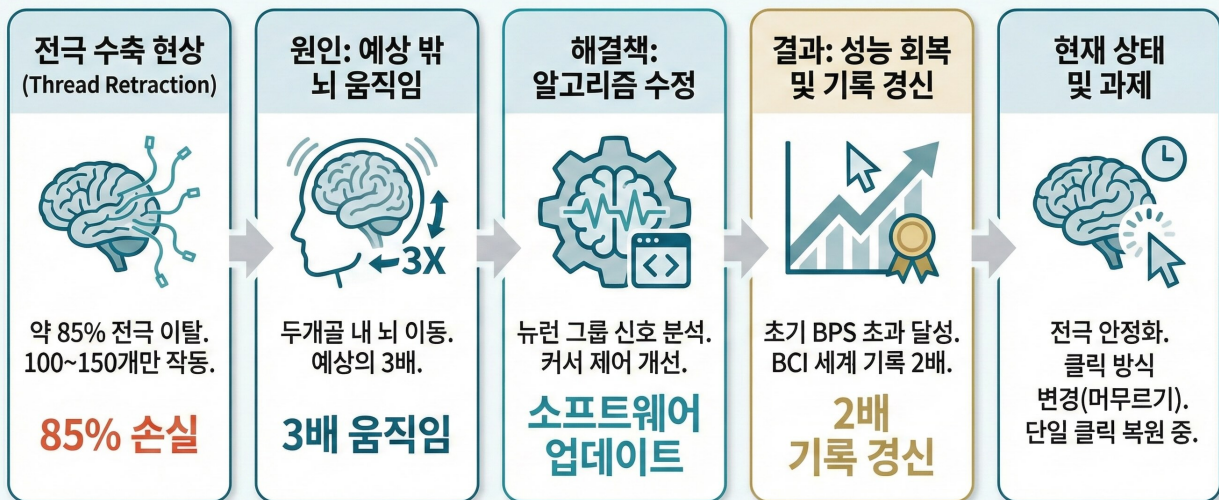 전극 수축 현상
(Thread Retraction)
약 85% 전극 이탈.
100~150개만 작동.
85% 손실
원인: 예상 밖
뇌 움직임
3X
두개골 내 뇌 이동.
예상의 3배.
3배 움직임
해결책:
알고리즘 수정
뉴런 그룹 신호 분석.
커서 제어 개선.
소프트웨어
업데이트
결과: 성능 회복
및 기록 경신
초기 BPS 초과 달성.
BCI 세계 기록 2배.
2배
기록 경신
현재 상태
및 과제
전극 안정화.
클릭 방식
변경(머무르기).
단일 클릭 복원 중.